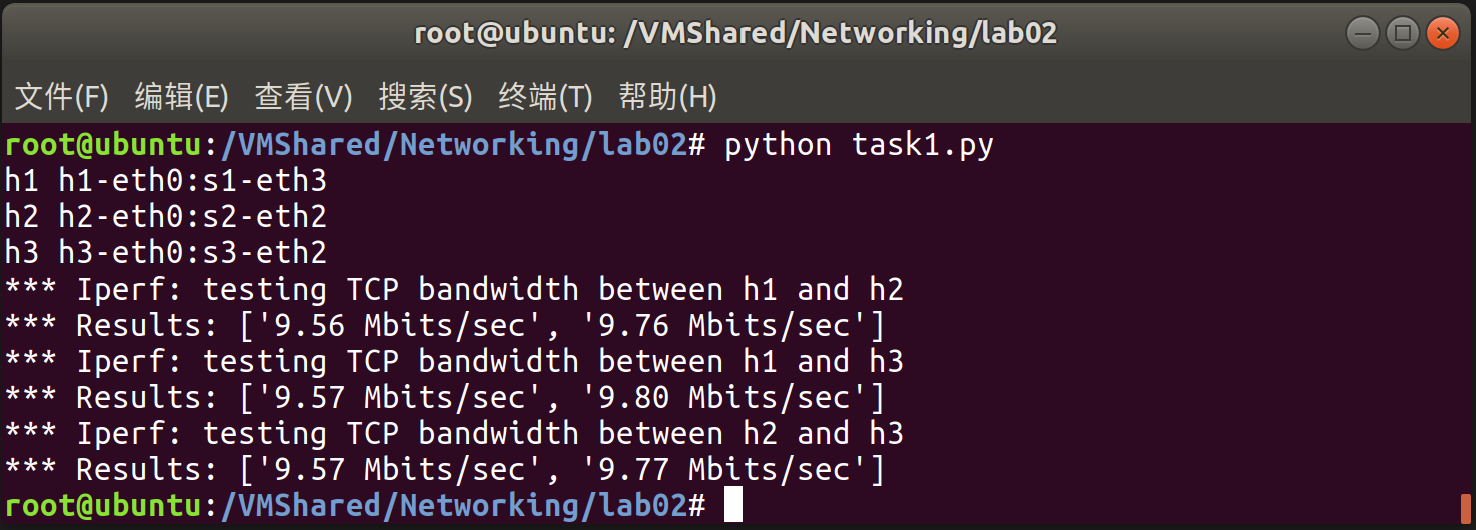 root@ubuntu: /VMShared/Networking/lab02
文件(F) 编辑(E) 查看(V) 搜索(S) 终端(T) 帮助(H)
root@ubuntu:/VMShared/Networking/lab02# python task1.py
h1 h1-eth0:s1-eth3
h2 h2-eth0:s2-eth2
h3 h3-eth0:s3-eth2
*** Iperf: testing TCP bandwidth between h1 and h2
*** Results: ['9.56 Mbits/sec', '9.76 Mbits/sec']
*** Iperf: testing TCP bandwidth between h1 and h3
*** Results: ['9.57 Mbits/sec', '9.80 Mbits/sec']
*** Iperf: testing TCP bandwidth between h2 and h3
*** Results: ['9.57 Mbits/sec', '9.77 Mbits/sec']
root@ubuntu:/VMShared/Networking/lab02#